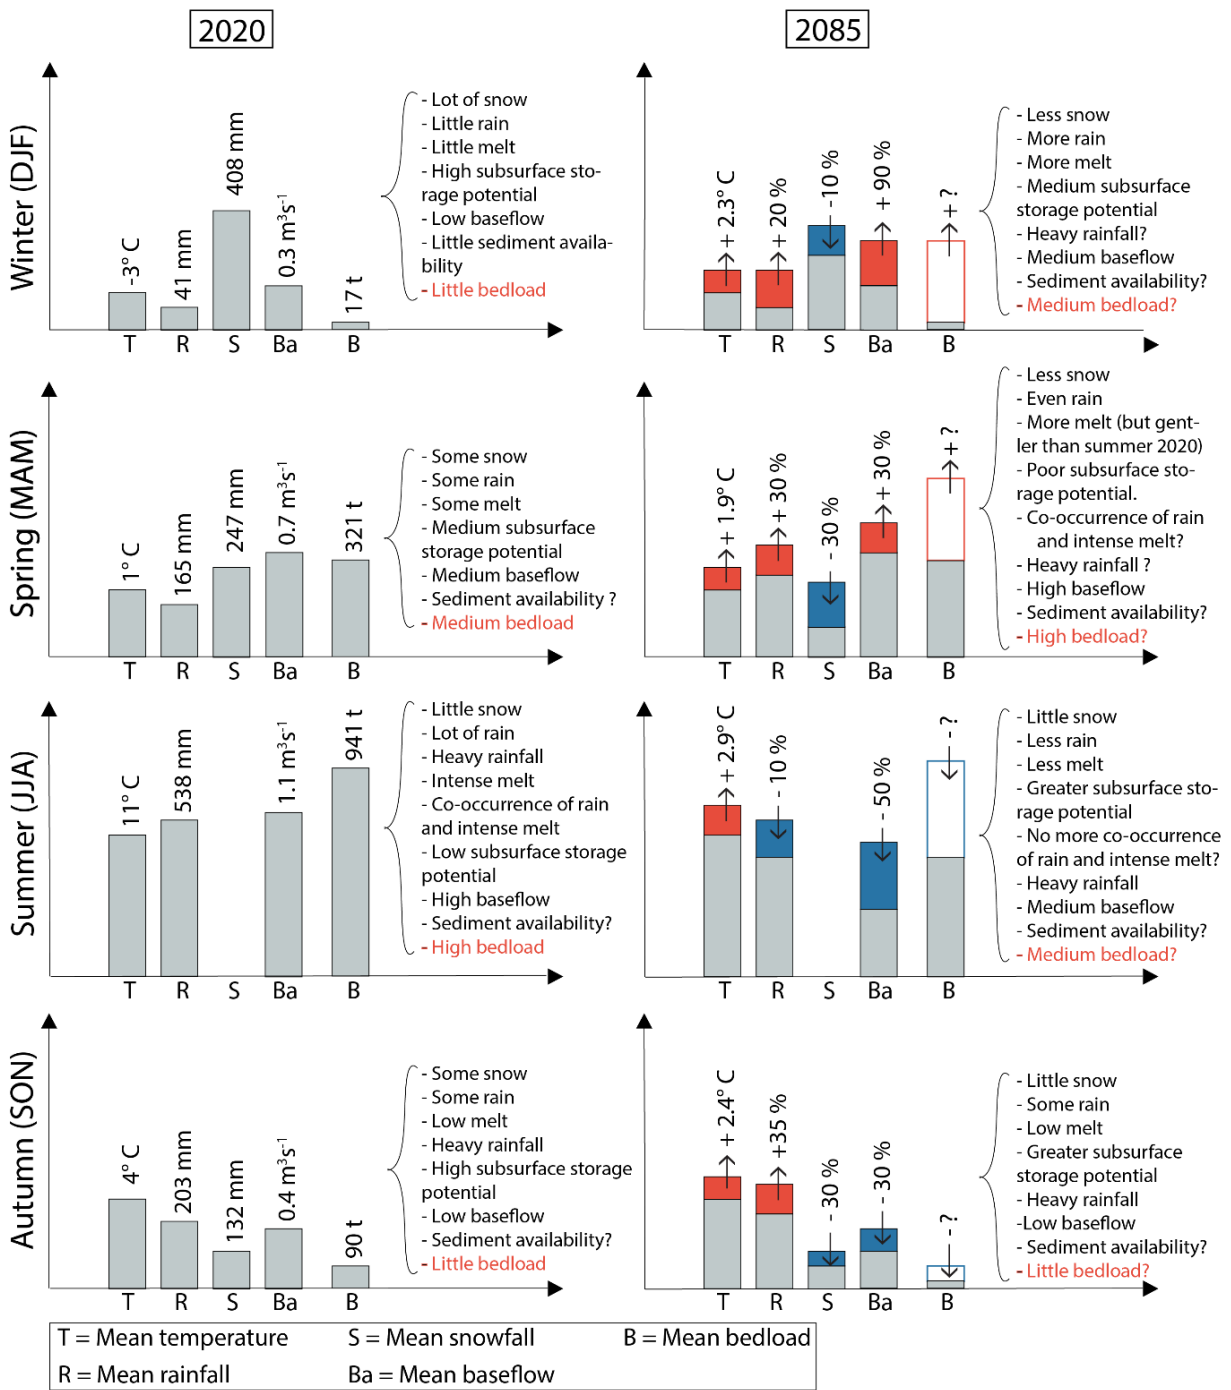 2020
2085
Winter (DJF)
-3° C
41 mm
408 mm
0.3 m³s⁻¹
17 t
T R S Ba B
- Lot of snow
- Little rain
- Little melt
- High subsurface sto-
rage potential
- Low baseflow
- Little sediment availa-
bility
- Little bedload
+ 2.3° C
+ 20 %
-10 %
+ 90 %
+ ?
T R S Ba B
- Less snow
- More rain
- More melt
- Medium subsurface
storage potential
- Heavy rainfall?
- Medium baseflow
- Sediment availability?
- Medium bedload?
Spring (MAM)
1° C
165 mm
247 mm
0.7 m³s⁻¹
321 t
T R S Ba B
- Some snow
- Some rain
- Some melt
- Medium subsurface
storage potential
- Medium baseflow
- Sediment availability ?
- Medium bedload
+ 1.9° C
+ 30 %
- 30 %
+ 30 %
+ ?
T R S Ba B
- Less snow
- Even rain
- More melt (but gent-
ler than summer 2020)
- Poor subsurface sto-
rage potential.
- Co-occurrence of rain
and intense melt?
- Heavy rainfall ?
- High baseflow
- Sediment availability?
- High bedload?
Summer (JJA)
11° C
538 mm
1.1 m³s⁻¹
941 t
T R S Ba B
- Little snow
- Lot of rain
- Heavy rainfall
- Intense melt
- Co-occurrence of rain
and intense melt
- Low subsurface storage
potential
- High baseflow
- Sediment availability?
- High bedload
+ 2.9° C
- 10 %
- 50 %
- ?
T R S Ba B
- Little snow
- Less rain
- Less melt
- Greater subsurface sto-
rage potential
- No more co-occurrence
of rain and intense melt?
- Heavy rainfall
- Medium baseflow
- Sediment availability?
- Medium bedload?
Autumn (SON)
4° C
203 mm
132 mm
0.4 m³s⁻¹
90 t
T R S Ba B
- Some snow
- Some rain
- Low melt
- Heavy rainfall
- High subsurface storage
potential
- Low baseflow
- Sediment availability?
- Little bedload
+ 2.4° C
+35 %
- 30 %
- 30 %
- ?
T R S Ba B
- Little snow
- Some rain
- Low melt
- Greater subsurface
storage potential
- Heavy rainfall
-Low baseflow
- Sediment availability?
- Little bedload?
T = Mean temperature S = Mean snowfall B = Mean bedload
R = Mean rainfall Ba = Mean baseflow